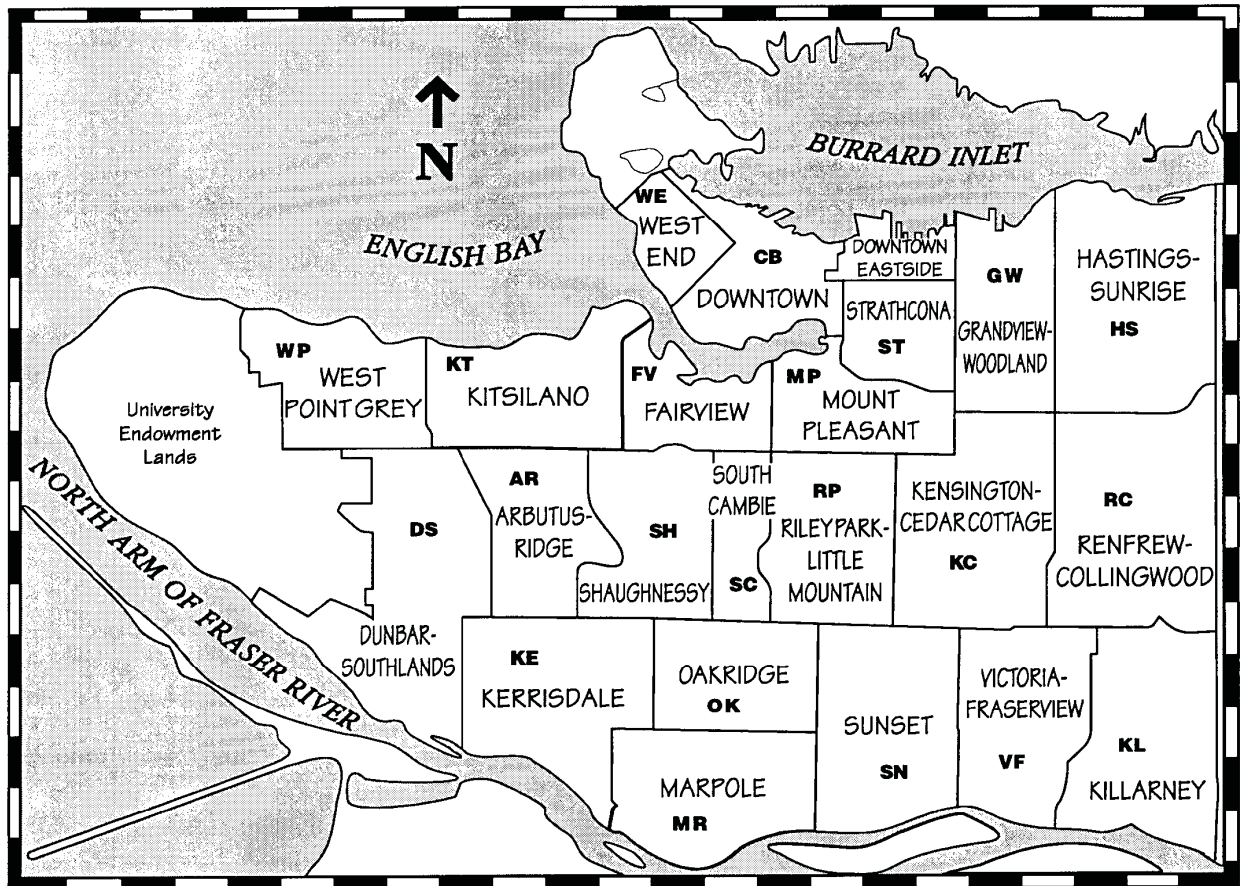 N
BURRARD INLET
ENGLISH BAY
WE
WEST
END
CB
DOWNTOWN
DOWNTOWN
EASTSIDE
STRATHCONA
ST
GW
GRANDVIEW-
WOODLAND
HASTINGS-
SUNRISE
HS
University
Endowment
Lands
WP
WEST
POINT GREY
KT
KITSILANO
FV
FAIRVIEW
MP
MOUNT
PLEASANT
NORTH ARM OF FRASER RIVER
DS
DUNBAR-
SOUTHLANDS
AR
ARBUTUS-
RIDGE
SH
SHAUGHNESSY
SOUTH
CAMBIE
SC
RP
RILEY PARK-
LITTLE
MOUNTAIN
KENSINGTON-
CEDAR COTTAGE
KC
RC
RENFREW-
COLLINGWOOD
KE
KERRISDALE
OAKRIDGE
OK
MARPOLE
MR
SUNSET
SN
VICTORIA-
FRASERVIEW
VF
KL
KILLARNEY